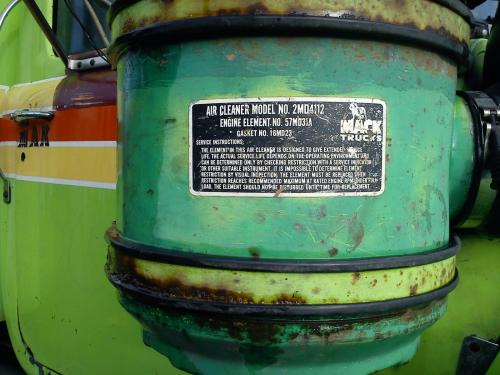 AIR CLEANER MODEL NO. 2MD4112
ENGINE ELEMENT NO. 57MD31A
GASKET NO. 16MD23
MACK
TRUCKS
SERVICE INSTRUCTIONS:
THE ELEMENT IN THIS AIR CLEANER IS DESIGNED TO GIVE EXTENDED SERVICE
LIFE. THE ACTUAL SERVICE LIFE DEPENDS ON THE OPERATING ENVIRONMENT AND
CAN BE DETERMINED ONLY BY CHECKING RESTRICTION WITH A SERVICE INDICATOR
OR OTHER SUITABLE INSTRUMENT. IT IS IMPOSSIBLE TO DETERMINE ELEMENT
RESTRICTION BY VISUAL INSPECTION. THE ELEMENT MUST BE REPLACED WHEN
RESTRICTION REACHES RECOMMENDED MAXIMUM AT RATED ENGINE RPM UNDER FULL
LOAD. THE ELEMENT SHOULD NOT BE DISTURBED UNTIL TIME FOR REPLACEMENT.